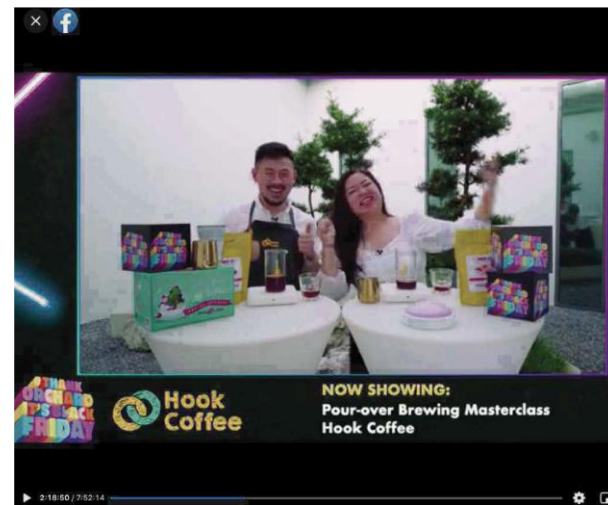 THANK
ORCHARD
IT'S BLACK
FRIDAY
Hook
Coffee
NOW SHOWING:
Pour-over Brewing Masterclass
Hook Coffee
2:18:50 / 7:52:14